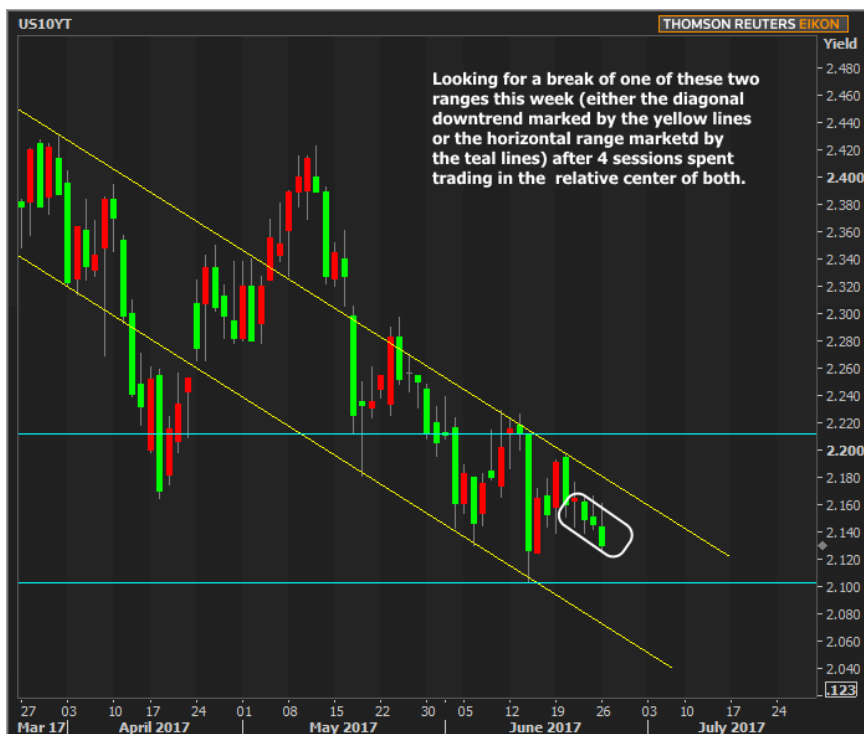 US10YT
THOMSON REUTERS EIKON
Yield
Looking for a break of one of these two
ranges this week (either the diagonal
downtrend marked by the yellow lines
or the horizontal range marketd by
the teal lines) after 4 sessions spent
trading in the relative center of both.
2.480
2.460
2.440
2.420
2.400
2.380
2.360
2.340
2.320
2.300
2.280
2.260
2.240
2.220
2.200
2.180
2.160
2.140
2.120
2.100
2.080
2.060
2.040
.123
27 03 10 17 24 01 08 15 22 30 05 12 19 26 03 10 17 24
Mar 17 April 2017 May 2017 June 2017 July 2017